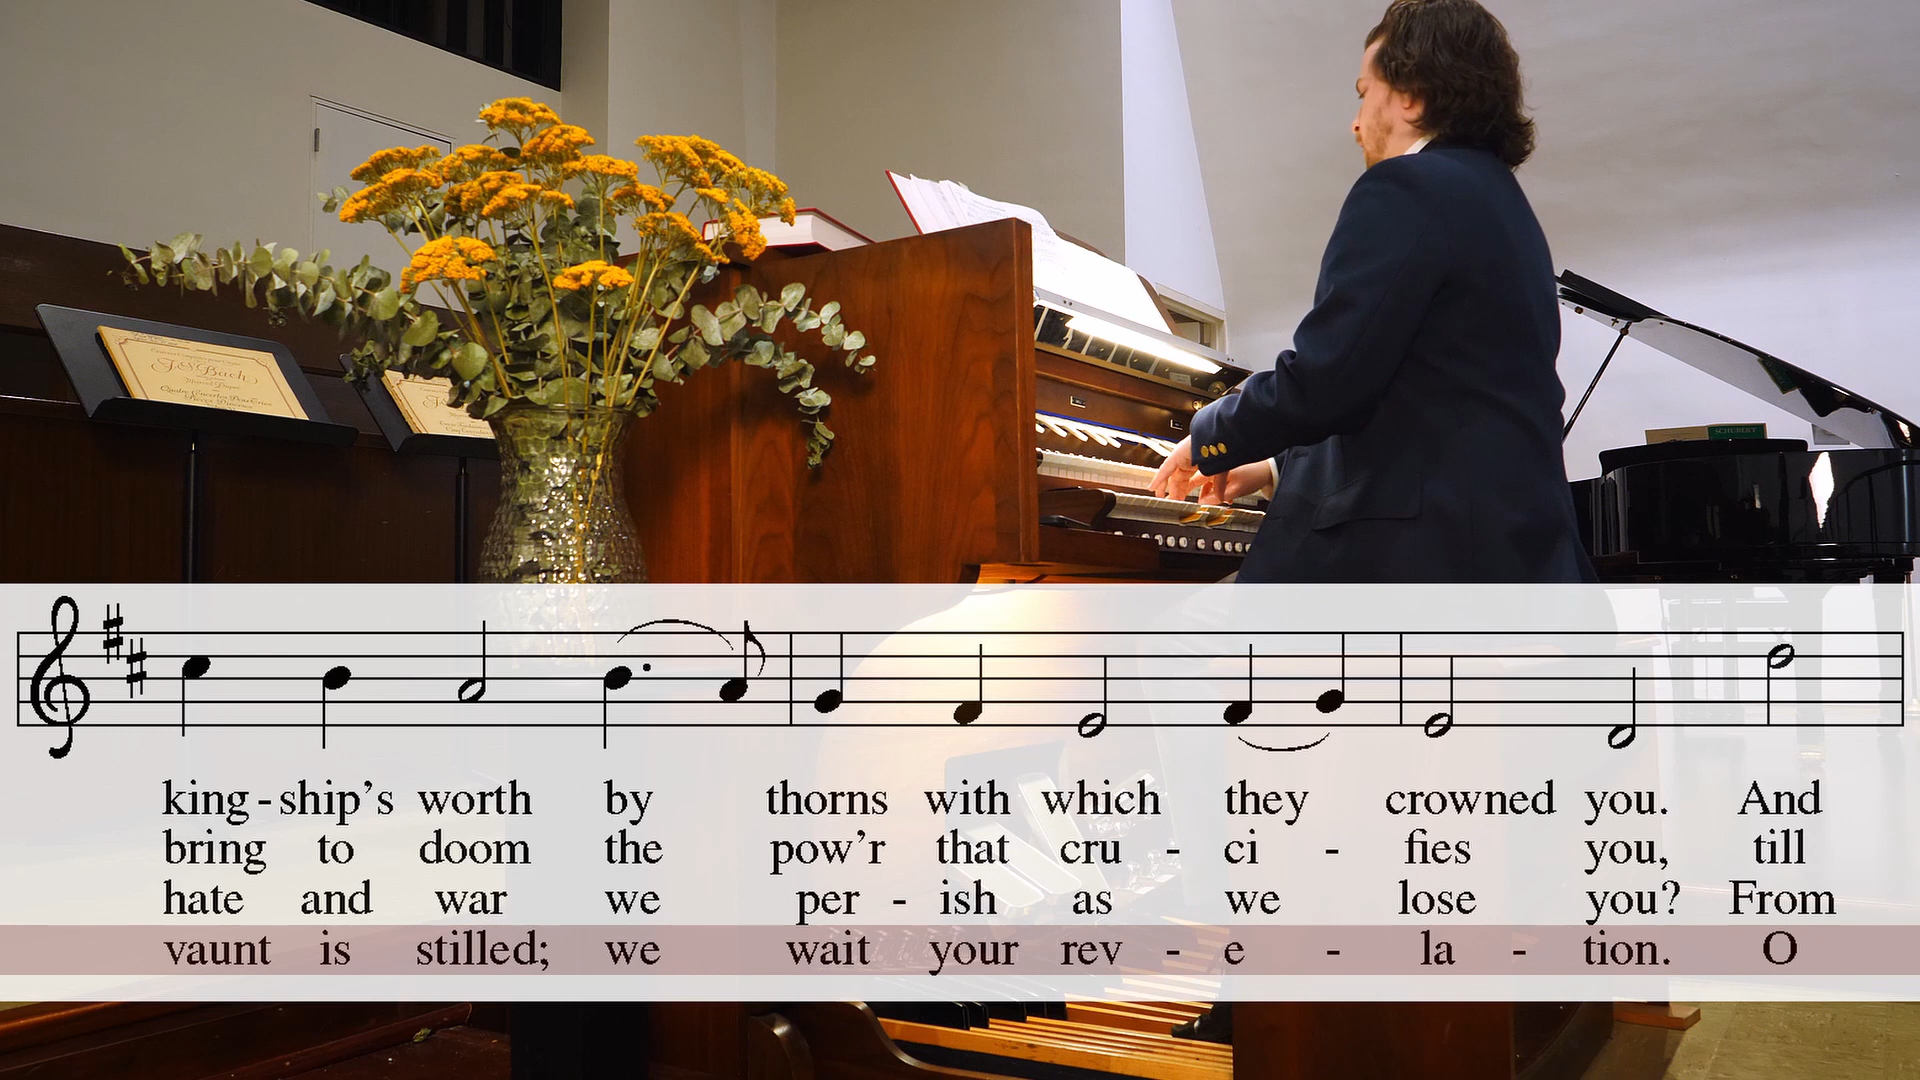 J.S. Bach
SCHUBERT
king - ship's worth by thorns with which they crowned you. And
bring to doom the pow'r that cru - ci - fies you, till
hate and war we per - ish as we lose you? From
vaunt is stilled; we wait your rev - e - la - tion. O